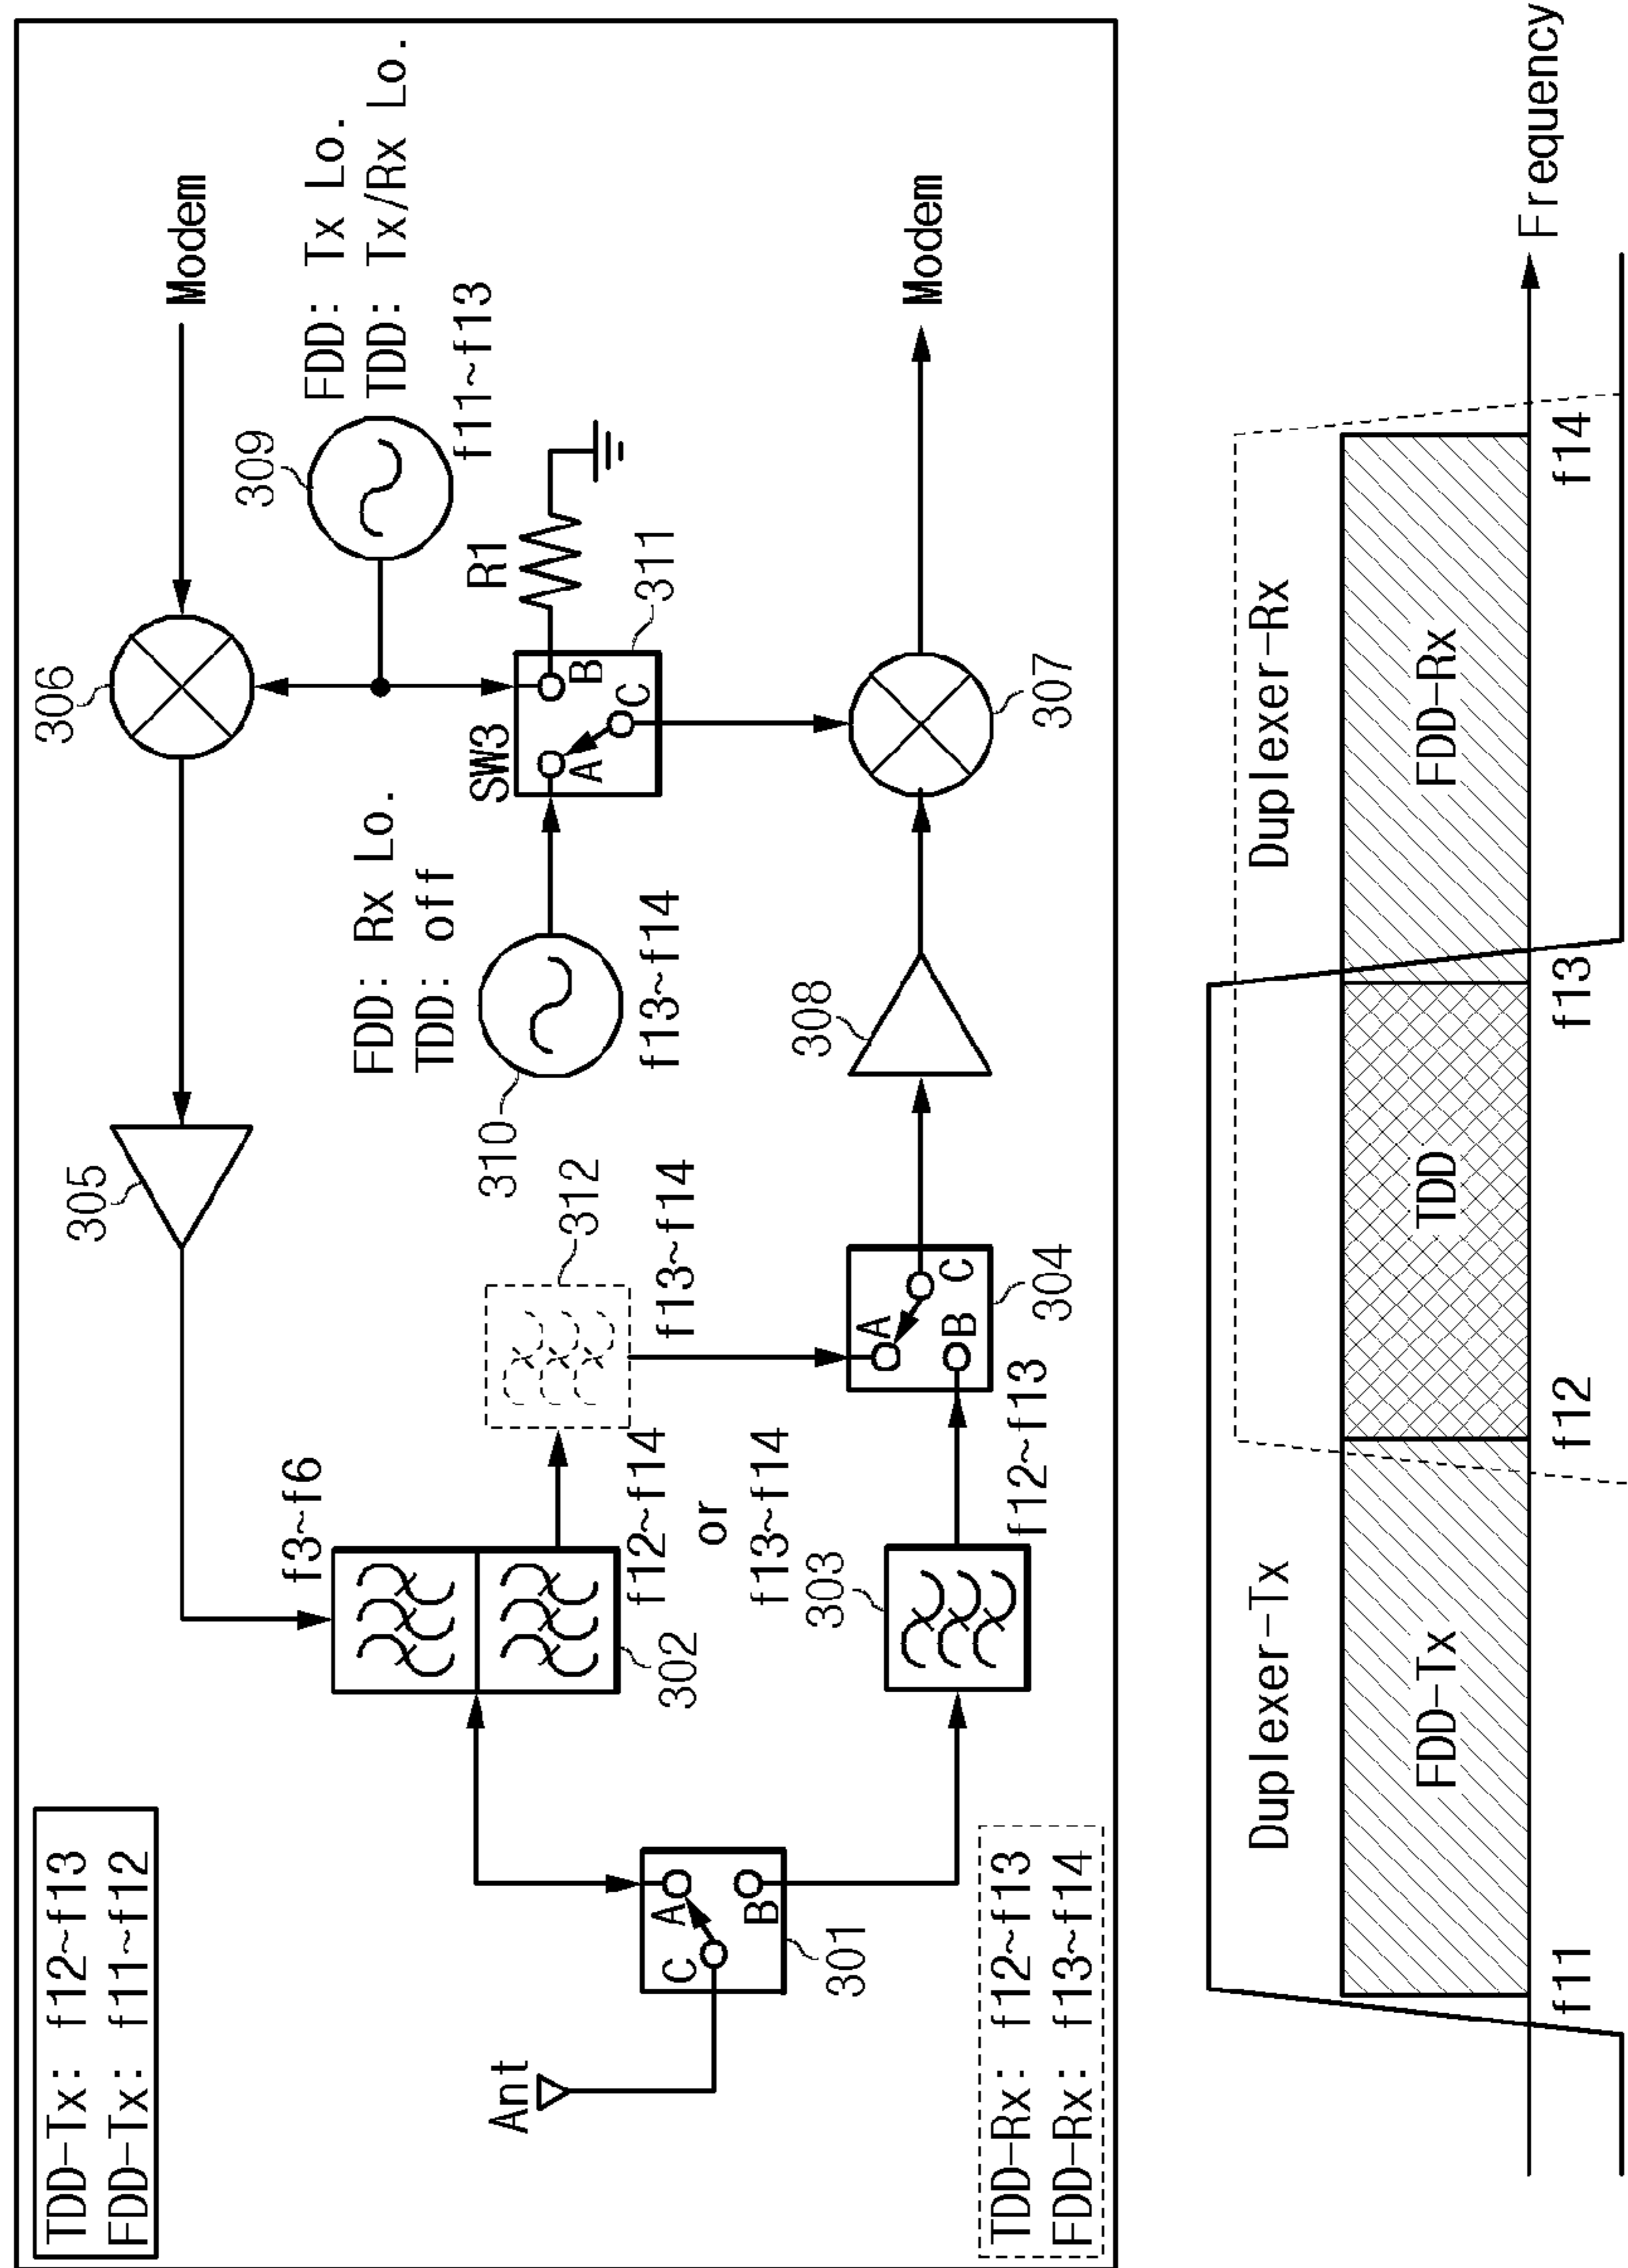 TDD-Tx: f12~f13
FDD-Tx: f11~f12
Ant
C
A
B
301
TDD-Rx: f12~f13
FDD-Rx: f13~f14
f3~f6
302
f12~f14
or
f13~f14
303
f12~f13
305
312
f13~f14
A
B
C
304
306
Modem
309
FDD: Tx Lo.
TDD: Tx/Rx Lo.
f11~f13
FDD: Rx Lo.
TDD: off
310
f13~f14
SW3
A
B
C
R1
311
308
307
Modem
Duplexer-Tx
Duplexer-Rx
FDD-Tx
TDD
FDD-Rx
f11
f12
f13
f14
Frequency